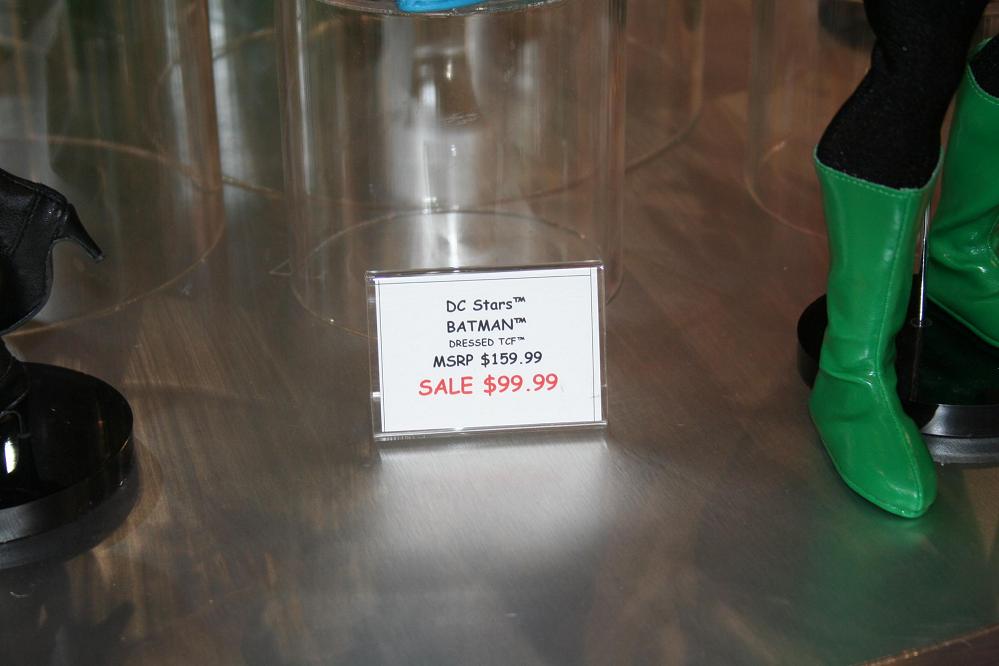 DC Stars™
BATMAN™
DRESSED TCF™
MSRP $159.99
SALE $99.99